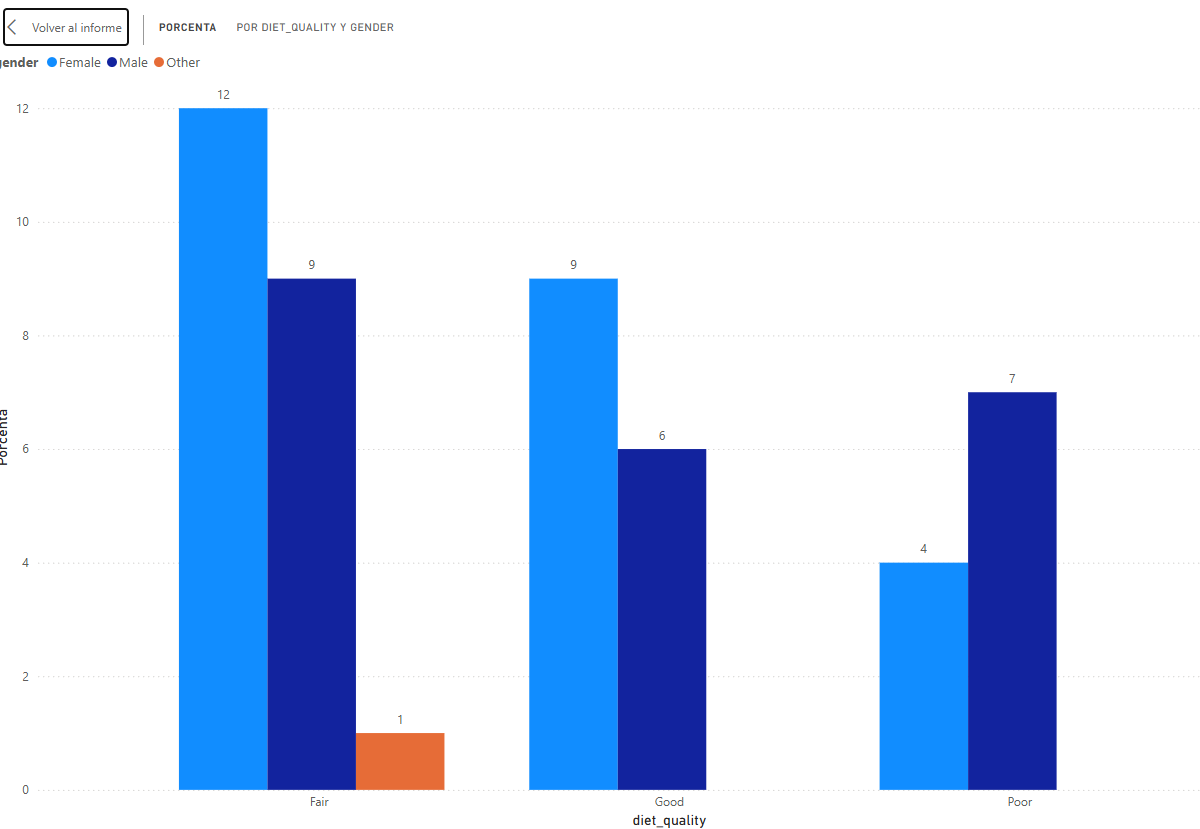 Volver al informe PORCENTA POR DIET_QUALITY Y GENDER
gender Female Male Other
12
12
10
9
9
8
7
6
6
Porcenta
4
4
2
1
0
Fair Good Poor
diet_quality